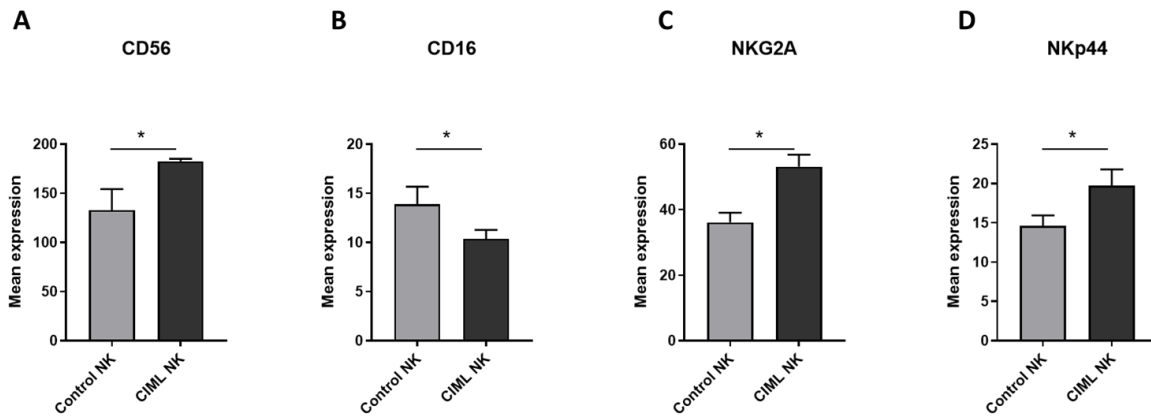 A
CD56
*
200
150
100
50
0
Mean expression
Control NK
CIML NK
B
CD16
*
20
15
10
5
0
Mean expression
Control NK
CIML NK
C
NKG2A
*
60
40
20
0
Mean expression
Control NK
CIML NK
D
NKp44
*
25
20
15
10
5
0
Mean expression
Control NK
CIML NK